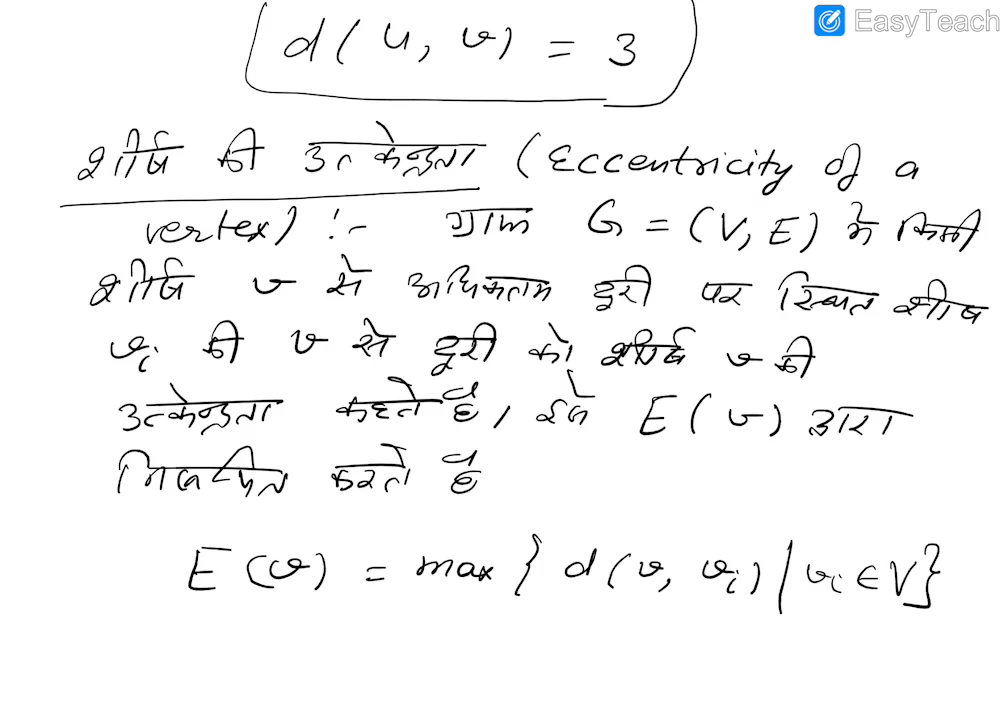 EasyTeach
d(u, v) = 3
शीर्ष की उत्केन्द्रता (Eccentricity of a
vertex) :- ग्राफ G = (V, E) के किसी
शीर्ष v से अधिकतम दूरी पर स्थित शीर्ष
vi की v से दूरी को शीर्ष v की
उत्केन्द्रता कहते है, इसे E(v) द्वारा
निरूपित करते है
E(v) = max{ d(v, vi) | vi ∈ V}